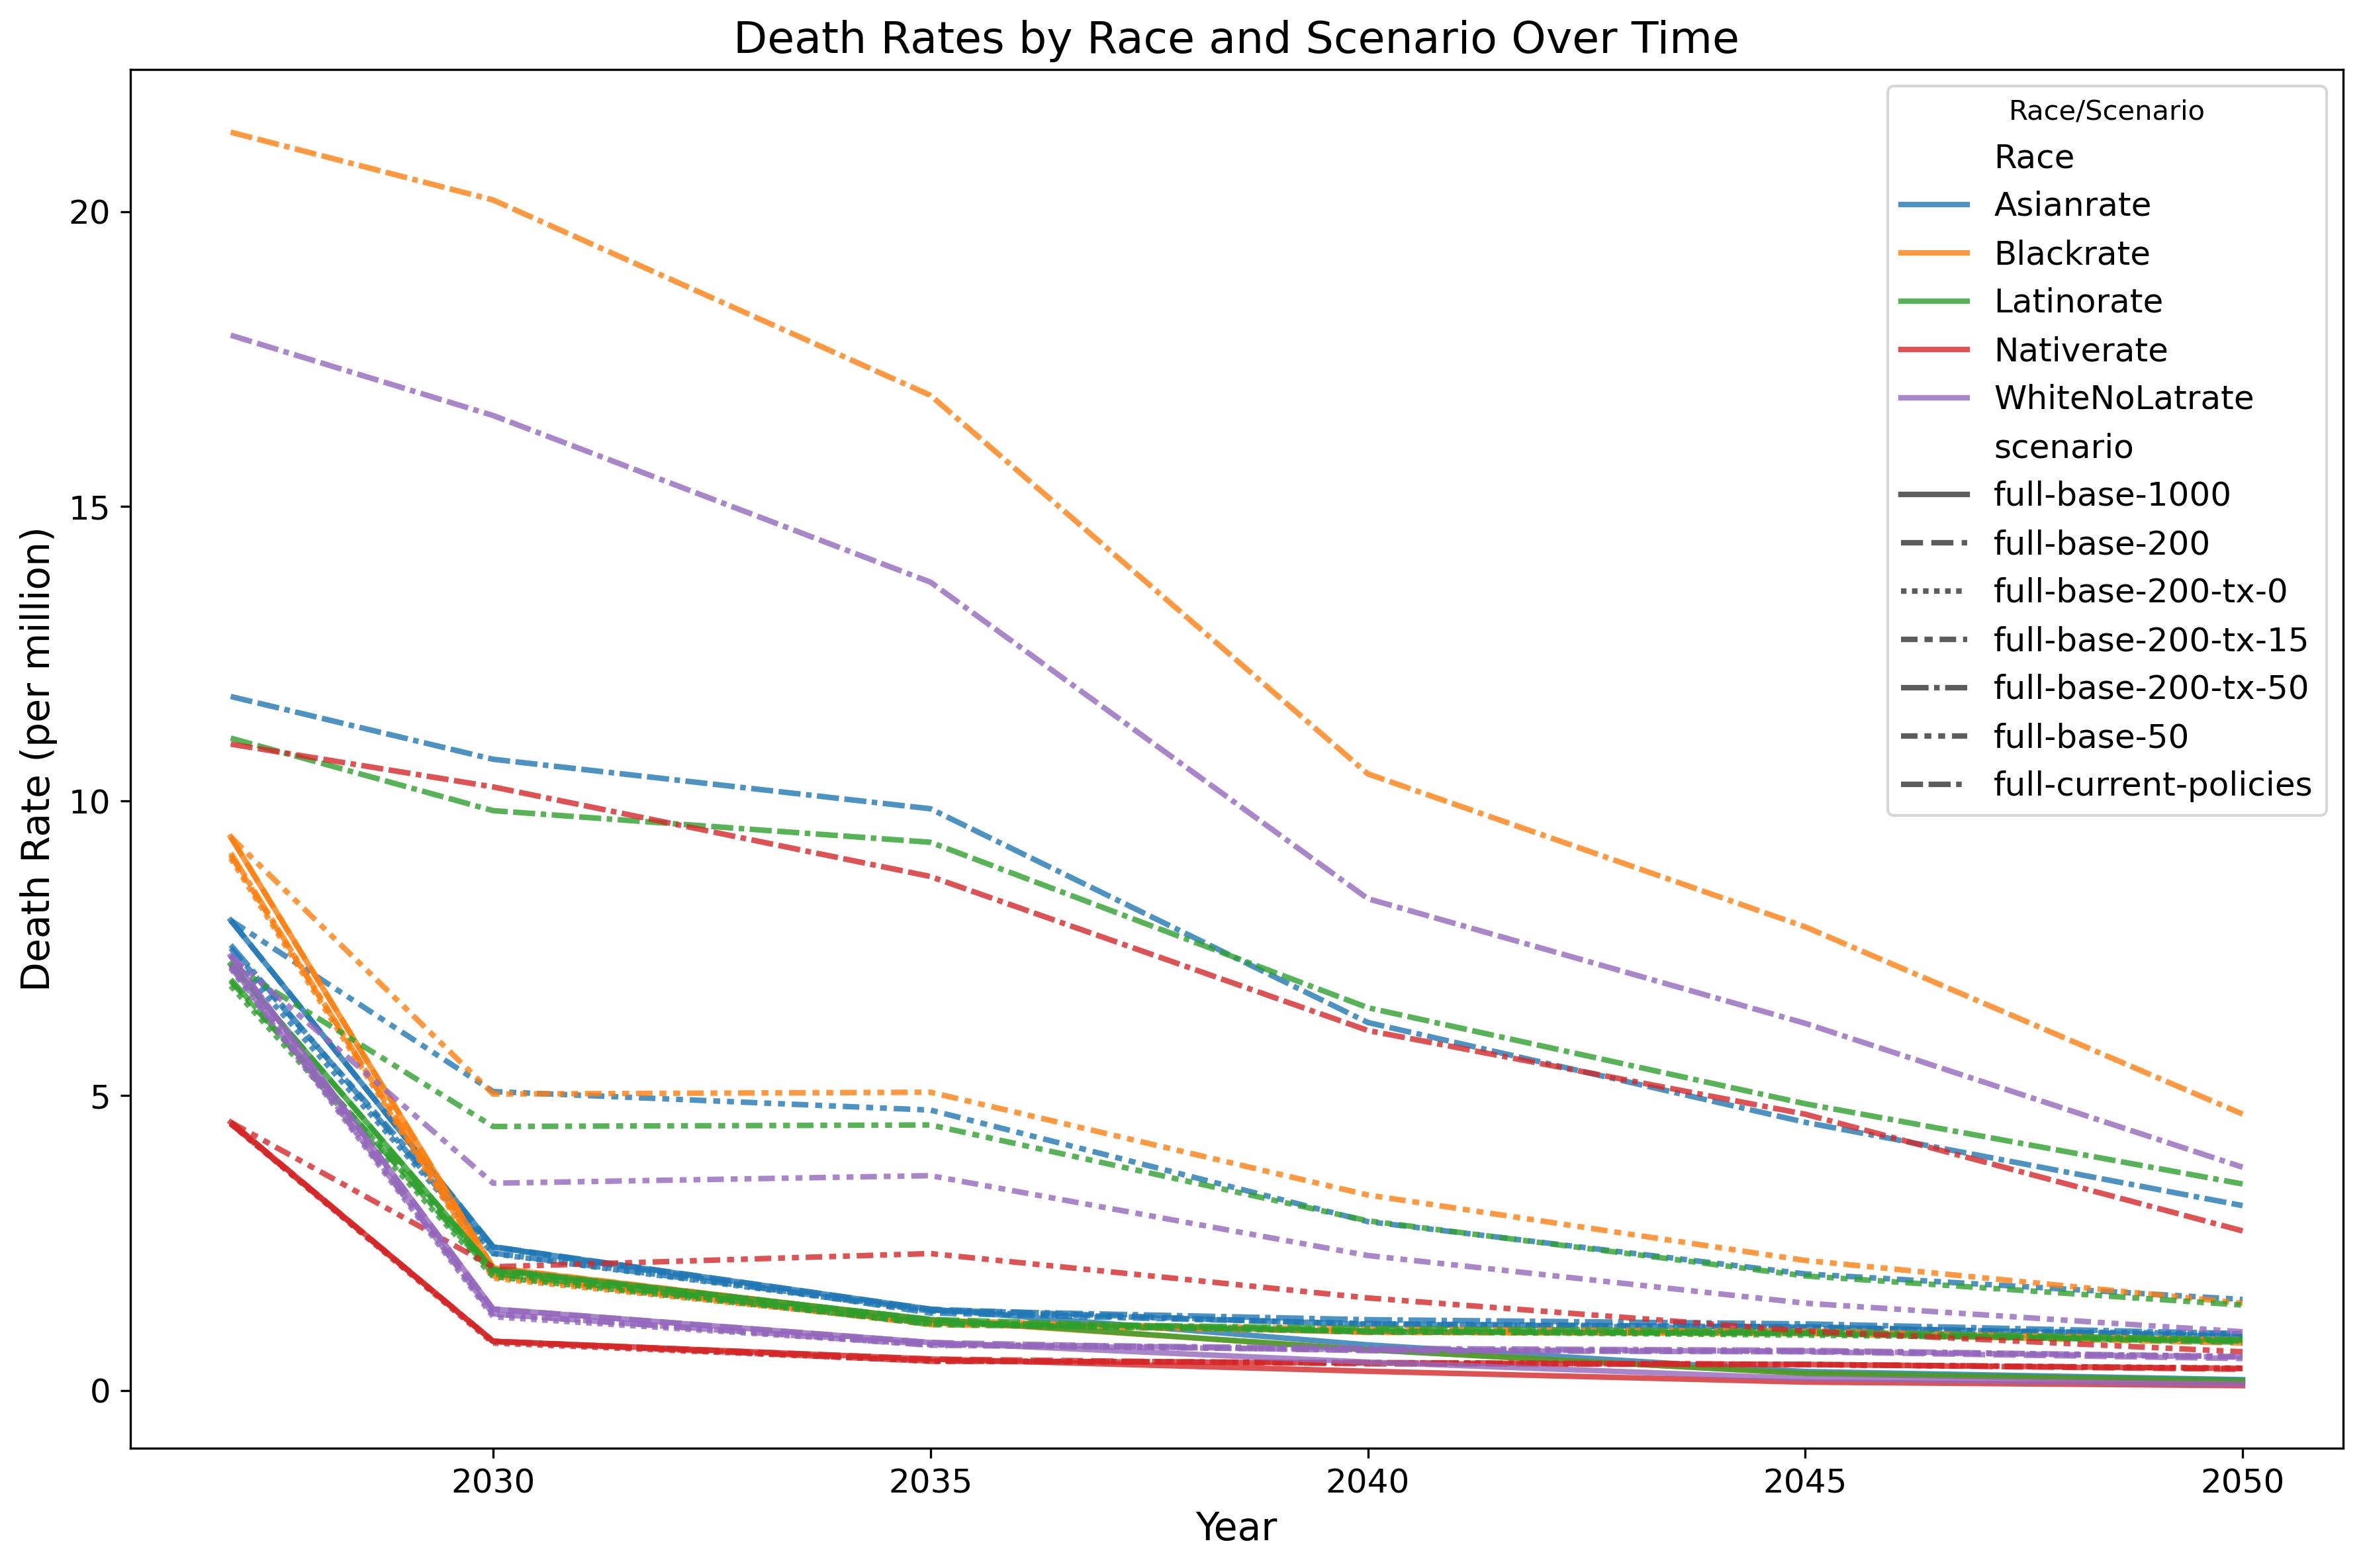 Death Rates by Race and Scenario Over Time
Death Rate (per million)
20
15
10
5
0
Race/Scenario
Race
Asianrate
Blackrate
Latinorate
Nativerate
WhiteNoLatrate
scenario
full-base-1000
full-base-200
full-base-200-tx-0
full-base-200-tx-15
full-base-200-tx-50
full-base-50
full-current-policies
2030
2035
2040
2045
2050
Year